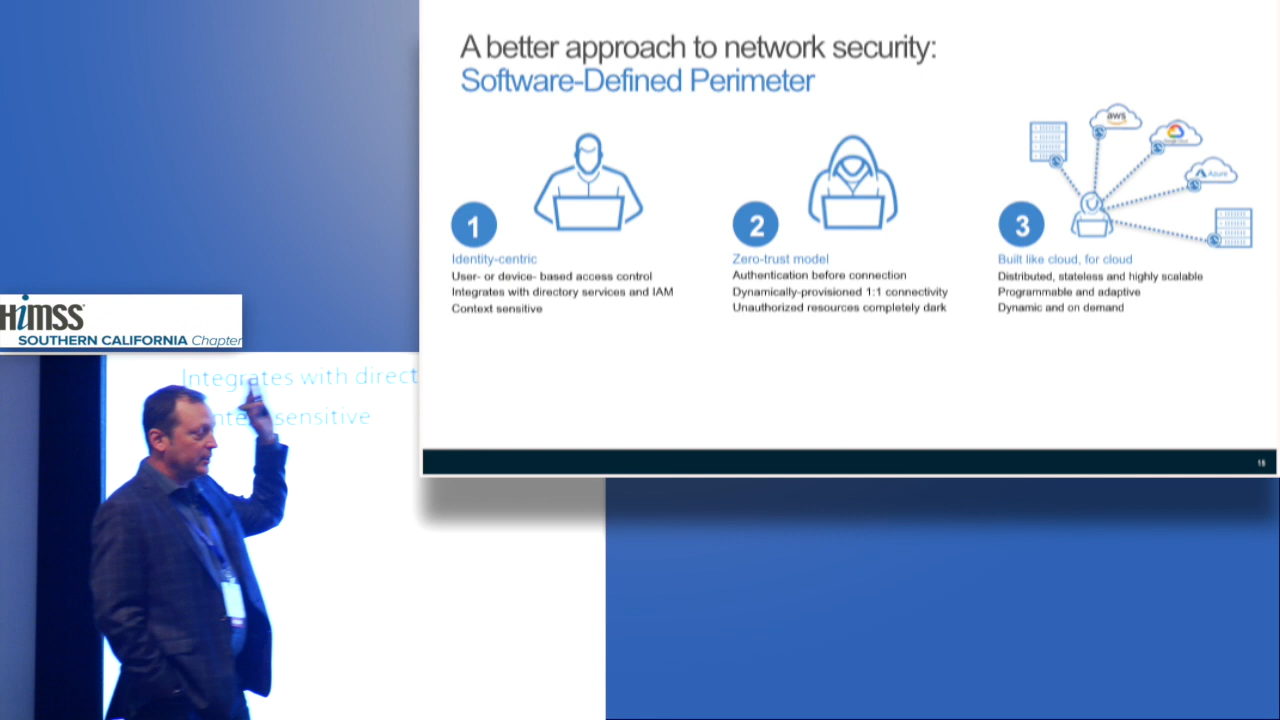 A better approach to network security:
Software-Defined Perimeter
aws
Azure
1
2
3
Identity-centric
User- or device- based access control
Integrates with directory services and IAM
Context sensitive
Zero-trust model
Authentication before connection
Dynamically-provisioned 1:1 connectivity
Unauthorized resources completely dark
Built like cloud, for cloud
Distributed, stateless and highly scalable
Programmable and adaptive
Dynamic and on demand
HiMSS
SOUTHERN CALIFORNIA Chapter
Integrates with direct
sensitive